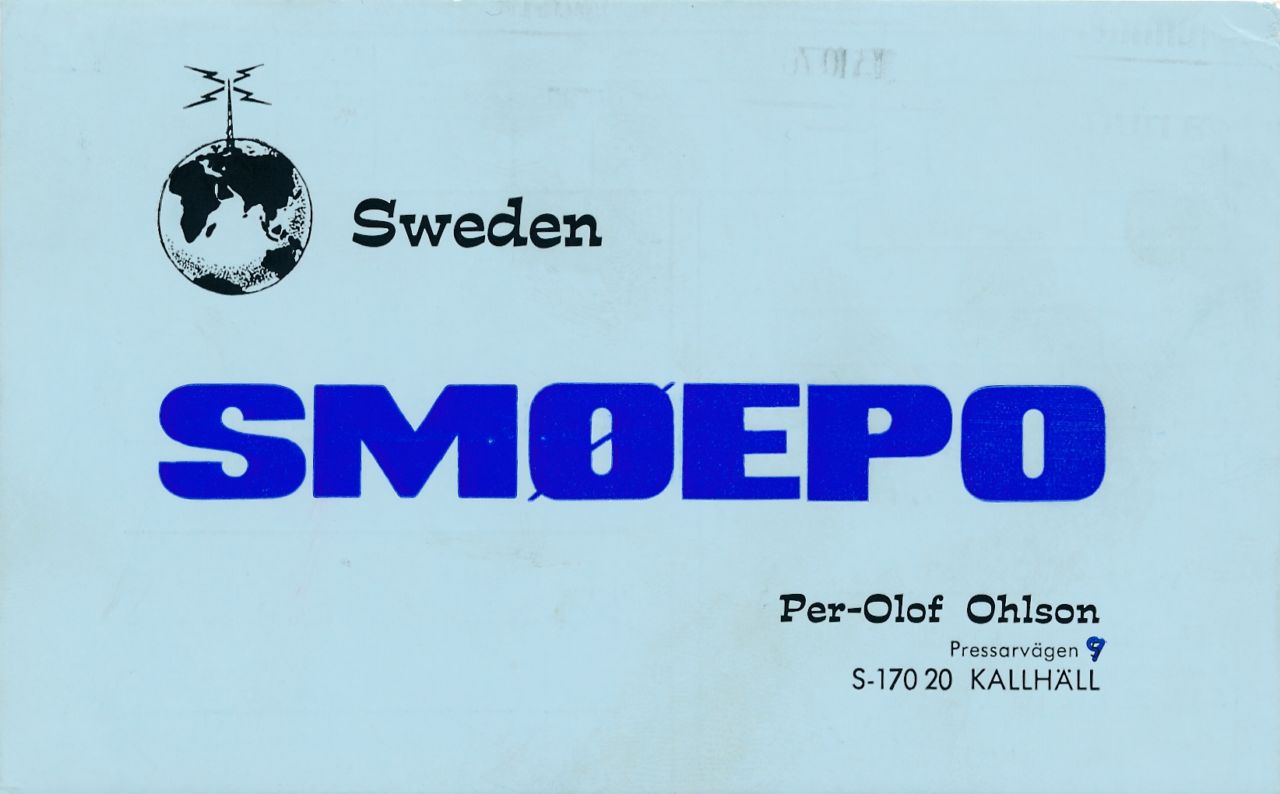 Sweden
SMØEPO
Per-Olof Ohlson
Pressarvägen 9
S-170 20 KALLHÄLL